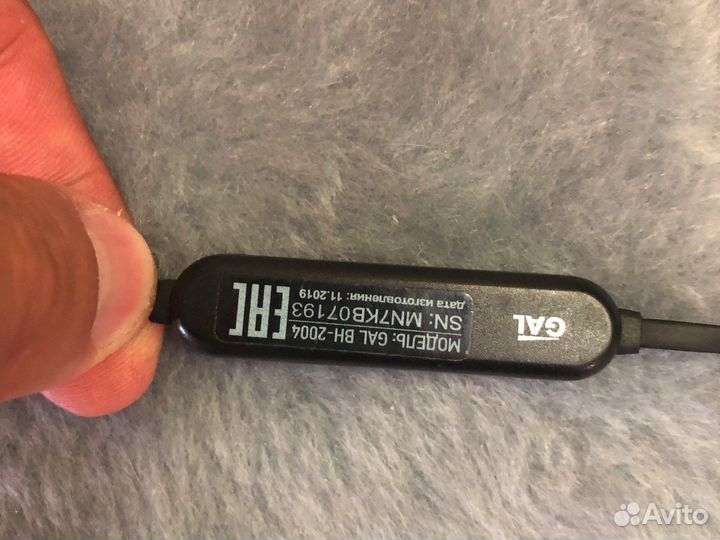 GAL
EAC
МОДЕЛЬ: GAL BH-2004
SN: MN7KB07193
дата изготовления: 11.2019
Avito